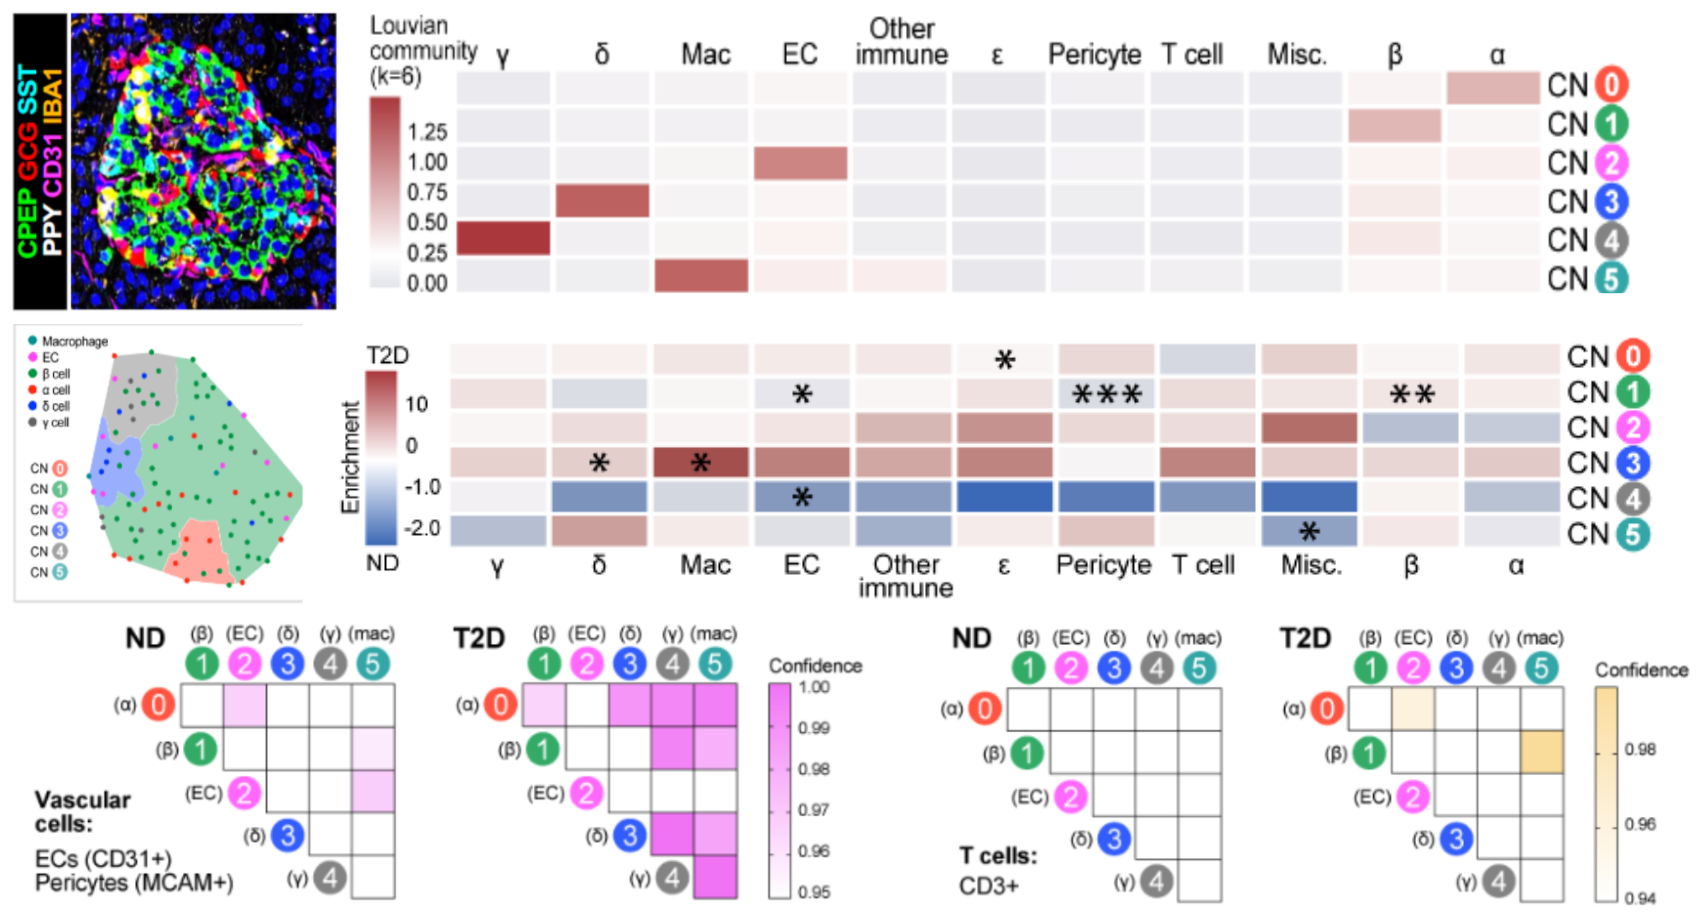 CPEP GCG SST
PPY CD31 IBA1
Louvian
community
(k=6)
γ δ Mac EC Other immune ε Pericyte T cell Misc. β α
1.25
1.00
0.75
0.50
0.25
0.00
CN 0
CN 1
CN 2
CN 3
CN 4
CN 5
Macrophage
EC
β cell
α cell
δ cell
γ cell
CN 0
CN 1
CN 2
CN 3
CN 4
CN 5
T2D
Enrichment
10
0
-1.0
-2.0
ND
* CN 0
* *** ** CN 1
CN 2
* * CN 3
* CN 4
* CN 5
γ δ Mac EC Other immune ε Pericyte T cell Misc. β α
ND (β) (EC) (δ) (γ) (mac)
1 2 3 4 5
(α) 0
(β) 1
(EC) 2
(δ) 3
(γ) 4
Vascular
cells:
ECs (CD31+)
Pericytes (MCAM+)
T2D (β) (EC) (δ) (γ) (mac)
1 2 3 4 5
(α) 0
(β) 1
(EC) 2
(δ) 3
(γ) 4
Confidence
1.00
0.99
0.98
0.97
0.96
0.95
ND (β) (EC) (δ) (γ) (mac)
1 2 3 4 5
(α) 0
(β) 1
(EC) 2
(δ) 3
(γ) 4
T cells:
CD3+
T2D (β) (EC) (δ) (γ) (mac)
1 2 3 4 5
(α) 0
(β) 1
(EC) 2
(δ) 3
(γ) 4
Confidence
0.98
0.96
0.94